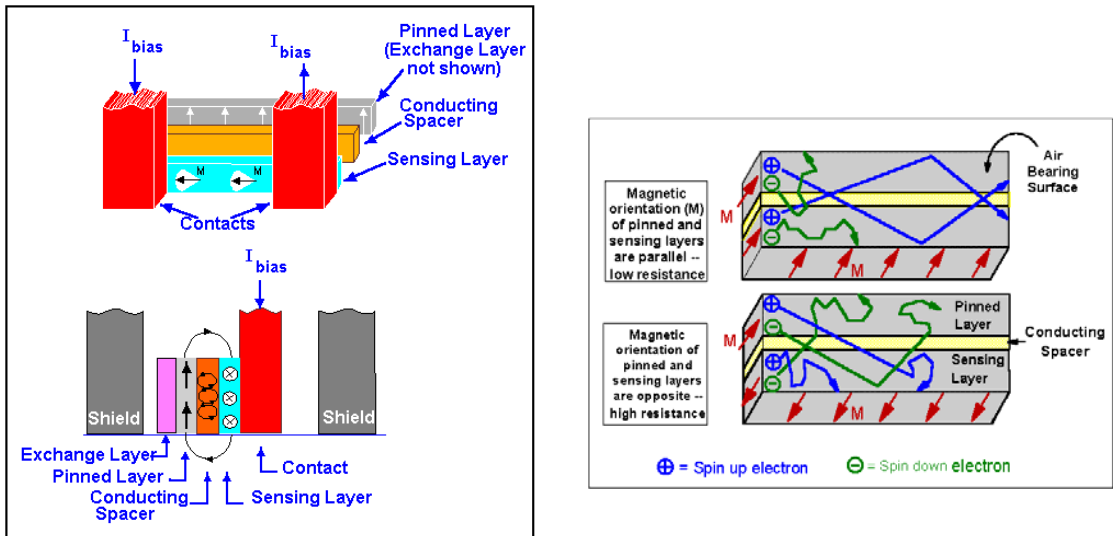 I bias
I bias
Pinned Layer
(Exchange Layer
not shown)
Conducting
Spacer
Sensing Layer
M
M
Contacts
I bias
Shield
Shield
Exchange Layer
Pinned Layer
Conducting
Spacer
Sensing Layer
Contact
Magnetic
orientation (M)
of pinned and
sensing layers
are parallel --
low resistance
M
M
Air
Bearing
Surface
Magnetic
orientation of
pinned and
sensing layers
are opposite --
high resistance
M
M
Pinned
Layer
Sensing
Layer
Conducting
Spacer
⊕ = Spin up electron
⊖ = Spin down electron